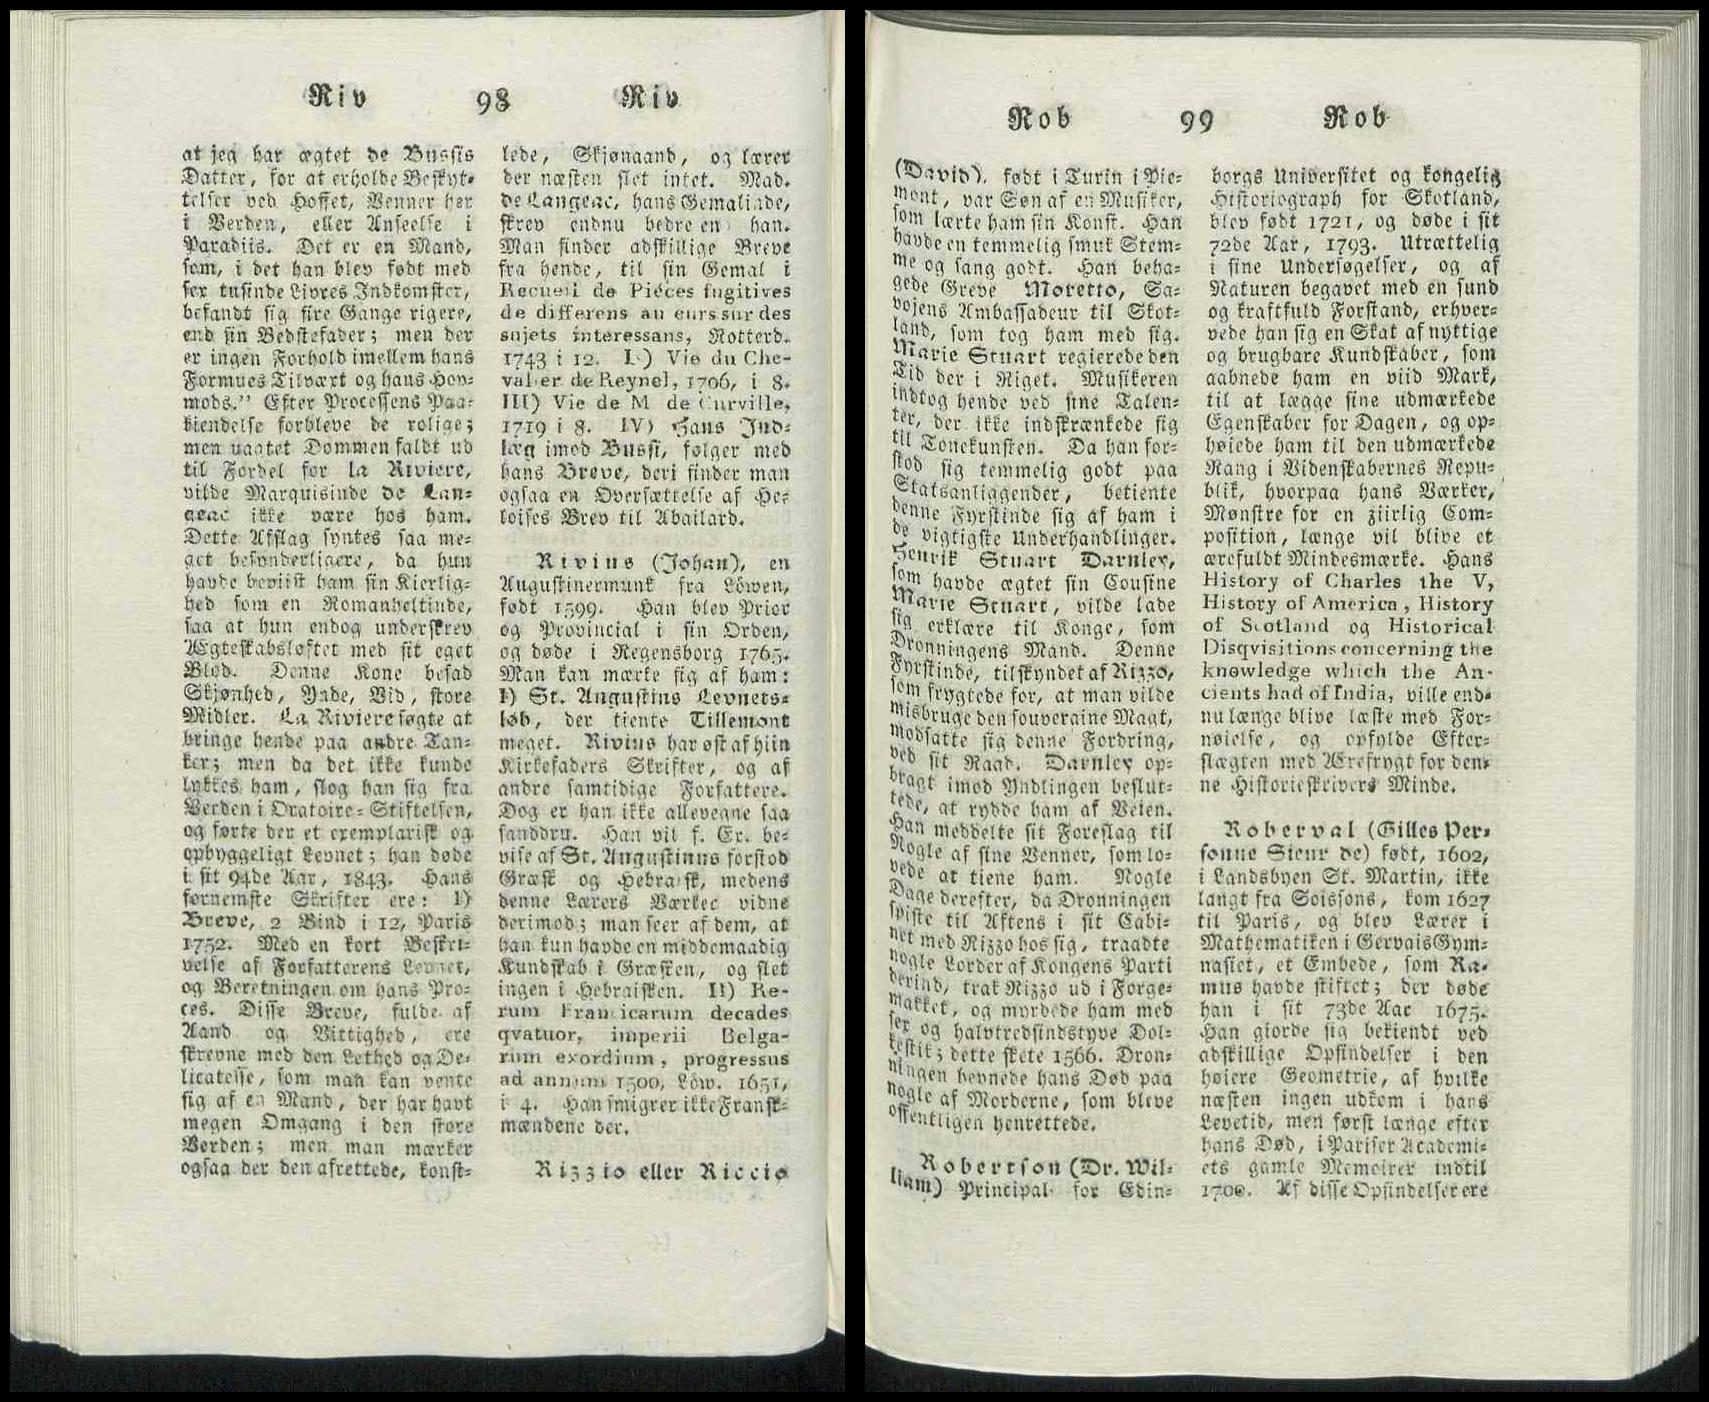 Riv 98 Riv
at jeg har ægtet de Bussis
Datter, for at erholde Beskyt-
telser ved Hoffet, Venner her
i Verden, eller Anseelse i
Paradiis. Det er en Mand,
som, i det han blev født med
sex tusinde Livres Indkomster,
befandt sig fire Gange rigere,
end sin Bedstefader; men der
er ingen Forhold imellem hans
Formues Tilvæxt og hans Hov-
mods.” Efter Processens Paa-
kiendelse forbleve de rolige;
men uagtet Dommen faldt ud
til Fordel for la Riviere,
vilde Marquisinde de Lan-
geac ikke være hos ham.
Dette Afslag syntes saa me-
get besynderligere, da hun
havde beviist ham sin Kierlig-
hed som en Romanheltinde,
saa at hun endog underskrev
Ægteskabsløftet med sit eget
Blod. Denne Kone besad
Skjønhed, Ynde, Vid, store
Midler. La Riviere søgte at
bringe hende paa andre Tan-
ker; men da det ikke kunde
lykkes ham, slog han sig fra
Verden i Oratoire-Stiftelsen,
og førte der et exemplarisk og
opbyggeligt Levnet; han døde
i sit 94de Aar, 1843. Hans
fornemste Skrifter ere: 1)
Breve, 2 Bind i 12, Paris
1752. Med en kort Beskri-
velse af Forfatterens Levnet,
og Beretningen om hans Pro-
ces. Disse Breve, fulde af
Aand og Vittighed, ere
skrevne med den Lethed og De-
licatesse, som man kan vente
sig af en Mand, der har havt
megen Omgang i den store
Verden; men man mærker
ogsaa der den afrettede, konst-
lede, Skjønaand, og lærer
der næsten slet intet. Mad.
de Langeac, hans Gemalinde,
skrev endnu bedre en han.
Man finder adskillige Breve
fra hende, til sin Gemal i
Recueil de Piéces fugitives
de differens au eurs sur des
sujets interessans, Rotterd.
1743 i 12. I) Vie du Che-
valier de Reynel, 1706, i 8.
III) Vie de M de Curville,
1719 i 8. IV) Hans Ind-
læg imod Bussi, følger med
hans Breve, deri finder man
ogsaa en Oversættelse af He-
loises Brev til Abailard.
Rivius (Johan), en
Augustinermunk fra Löwen,
født 1599. Han blev Prior
og Provincial i sin Orden,
og døde i Regensborg 1765.
Man kan mærke sig af ham:
I) St. Augustins Levnets-
løb, der tiente Tillemont
meget. Rivius har øst af hiin
Kirkefaders Skrifter, og af
andre samtidige Forfattere.
Dog er han ikke allevegne saa
sanddru. Han vil f. Ex. be-
vise af St. Augustinus forstod
Græsk og Hebraisk, medens
denne Lærers Værker vidne
derimod; man seer af dem, at
han kun havde en middemaadig
Kundskab i Græsken, og slet
ingen i Hebraisken. II) Re-
rum Francicarum decades
qvatuor, imperii Belga-
rum exordium, progressus
ad annum 1500, Löw. 1651,
i 4. Han smigrer ikke Fransk-
mændene der.
Rizzio eller Riccio
Rob 99 Rob
(David), født i Turin i Pie-
mont, var Søn af en Musiker,
som lærte ham sin Konst. Han
havde en temmelig smuk Stem-
me og sang godt. Han beha-
gede Greve Moretto, Sa-
vojens Ambassadeur til Skot-
land, som tog ham med sig.
Marie Stuart regierede den
Tid der i Riget. Musikeren
indtog hende ved sine Talen-
ter, der ikke indskrænkede sig
til Tonekunsten. Da han for-
stod sig temmelig godt paa
Statsanliggender, betiente
denne Fyrstinde sig af ham i
de vigtigste Underhandlinger.
Henrik Stuart Darnley,
som havde ægtet sin Cousine
Marie Stuart, vilde lade
sig erklære til Konge, som
Dronningens Mand. Denne
Fyrstinde, tilskyndet af Rizzo,
som frygtede for, at man vilde
misbruge den souveraine Magt,
modsatte sig denne Fordring,
ved sit Raad. Darnley op-
bragt imod Yndlingen beslut-
tede, at rydde ham af Veien.
Han meddelte sit Foreslag til
Nogle af sine Venner, som lo-
vede at tiene ham. Nogle
Dage derefter, da Dronningen
spiste til Aftens i sit Cabi-
net med Rizzo hos sig, traadte
nogle Lorder af Kongens Parti
derind, trak Rizzo ud i Forge-
makket, og myrdede ham med
sex og halvtredsindstyve Dol-
kestik; dette skete 1566. Dron-
ningen hevnede hans Død paa
nogle af Morderne, som bleve
offentligen henrettede.
Robertson (Dr. Wil-
liam) Principal for Edin-
borgs Universitet og kongelig
Historiograph for Skotland,
blev født 1721, og døde i sit
72de Aar, 1793. Utrættelig
i sine Undersøgelser, og af
Naturen begavet med en sund
og kraftfuld Forstand, erhver-
vede han sig en Skat af nyttige
og brugbare Kundskaber, som
aabnede ham en viid Mark,
til at lægge sine udmærkede
Egenskaber for Dagen, og op-
høiede ham til den udmærkede
Rang i Videnskabernes Repu-
blik, hvorpaa hans Værker,
Mønstre for en ziirlig Com-
position, længe vil blive et
ærefuldt Mindesmærke. Hans
History of Charles the V,
History of America, History
of Scotland og Historical
Disqvisitions concerning the
knowledge which the An-
cients had of India, ville end-
nu længe blive læste med For-
nøielse, og opfylde Efter-
slægten med Ærefrygt for den-
ne Historieskrivers Minde.
Roberval (Gilles Per-
sonne Sieur de) født, 1602,
i Landsbyen St. Martin, ikke
langt fra Soissons, kom 1627
til Paris, og blev Lærer i
Mathematiken i Gervais Gym-
nasiet, et Embede, som Ra-
mus havde stiftet; der døde
han i sit 73de Aar 1675.
Han giorde sig bekiendt ved
adskillige Opfindelser i den
høiere Geometrie, af hvilke
næsten ingen udkom i hans
Levetid, men først længe efter
hans Død, i Pariser Academi-
ets gamle Memoirer indtil
1700. Af disse Opfindelser ere